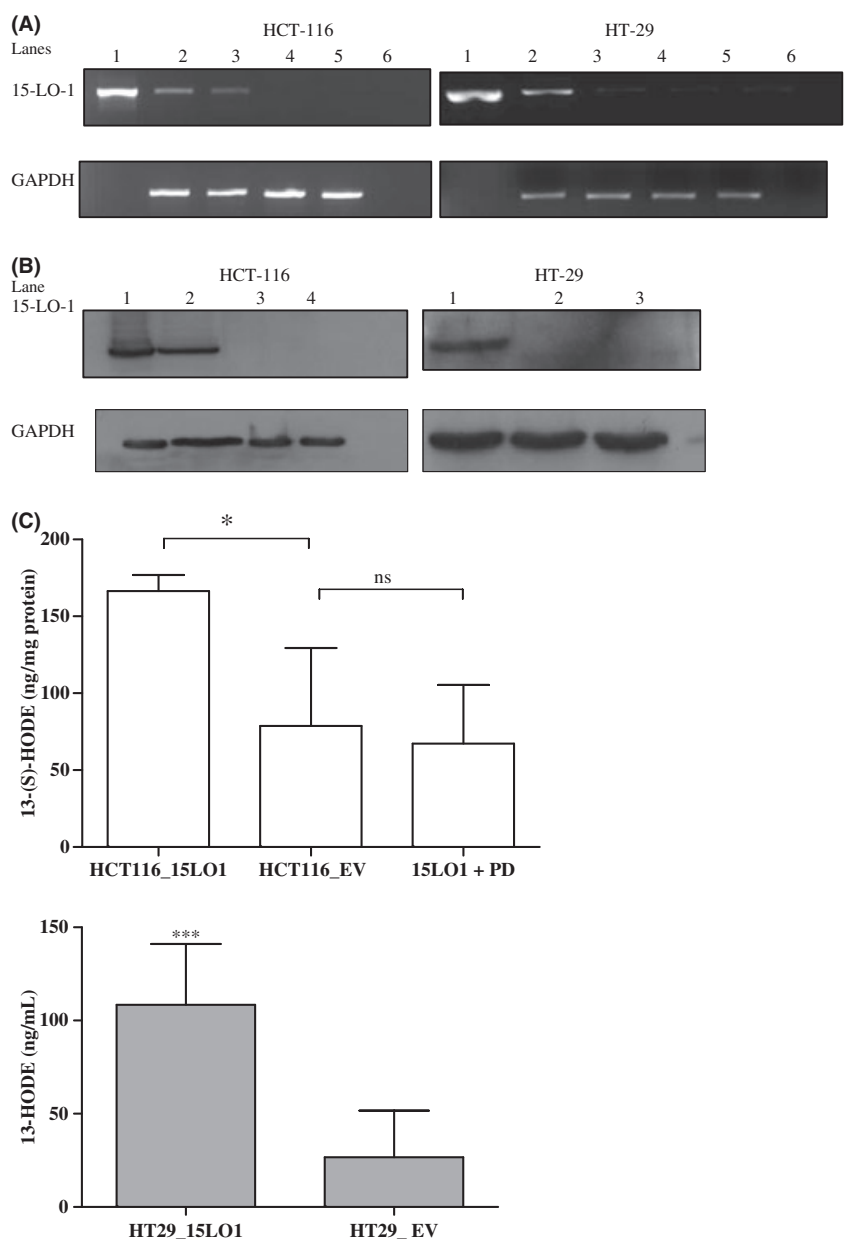 (A)
HCT-116
HT-29
Lanes
1 2 3 4 5 6
1 2 3 4 5 6
15-LO-1
GAPDH
(B)
HCT-116
HT-29
Lane
15-LO-1
1 2 3 4
1 2 3
GAPDH
(C)
200
150
100
50
0
13-(S)-HODE (ng/mg protein)
*
ns
HCT116_15LO1
HCT116_EV
15LO1 + PD
150
100
50
0
13-HODE (ng/mL)
***
HT29_15LO1
HT29_ EV